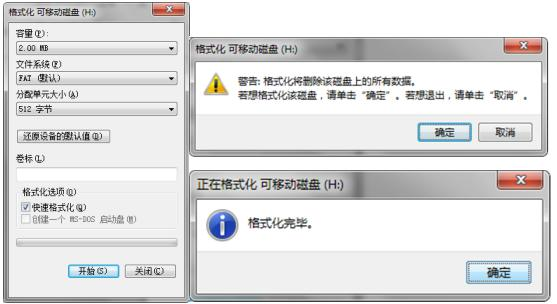 格式化 可移动磁盘 (H:)
容量(P):
2.00 MB
文件系统(F)
FAT (默认)
分配单元大小(A)
512 字节
还原设备的默认值(D)
卷标(L)
格式化选项(O)
快速格式化(Q)
创建一个 MS-DOS 启动盘(M)
开始(S)
关闭(C)
格式化 可移动磁盘 (H:)
警告: 格式化将删除该磁盘上的所有数据。
若想格式化该磁盘，请单击“确定”。若想退出，请单击“取消”。
确定
取消
正在格式化 可移动磁盘 (H:)
格式化完毕。
确定